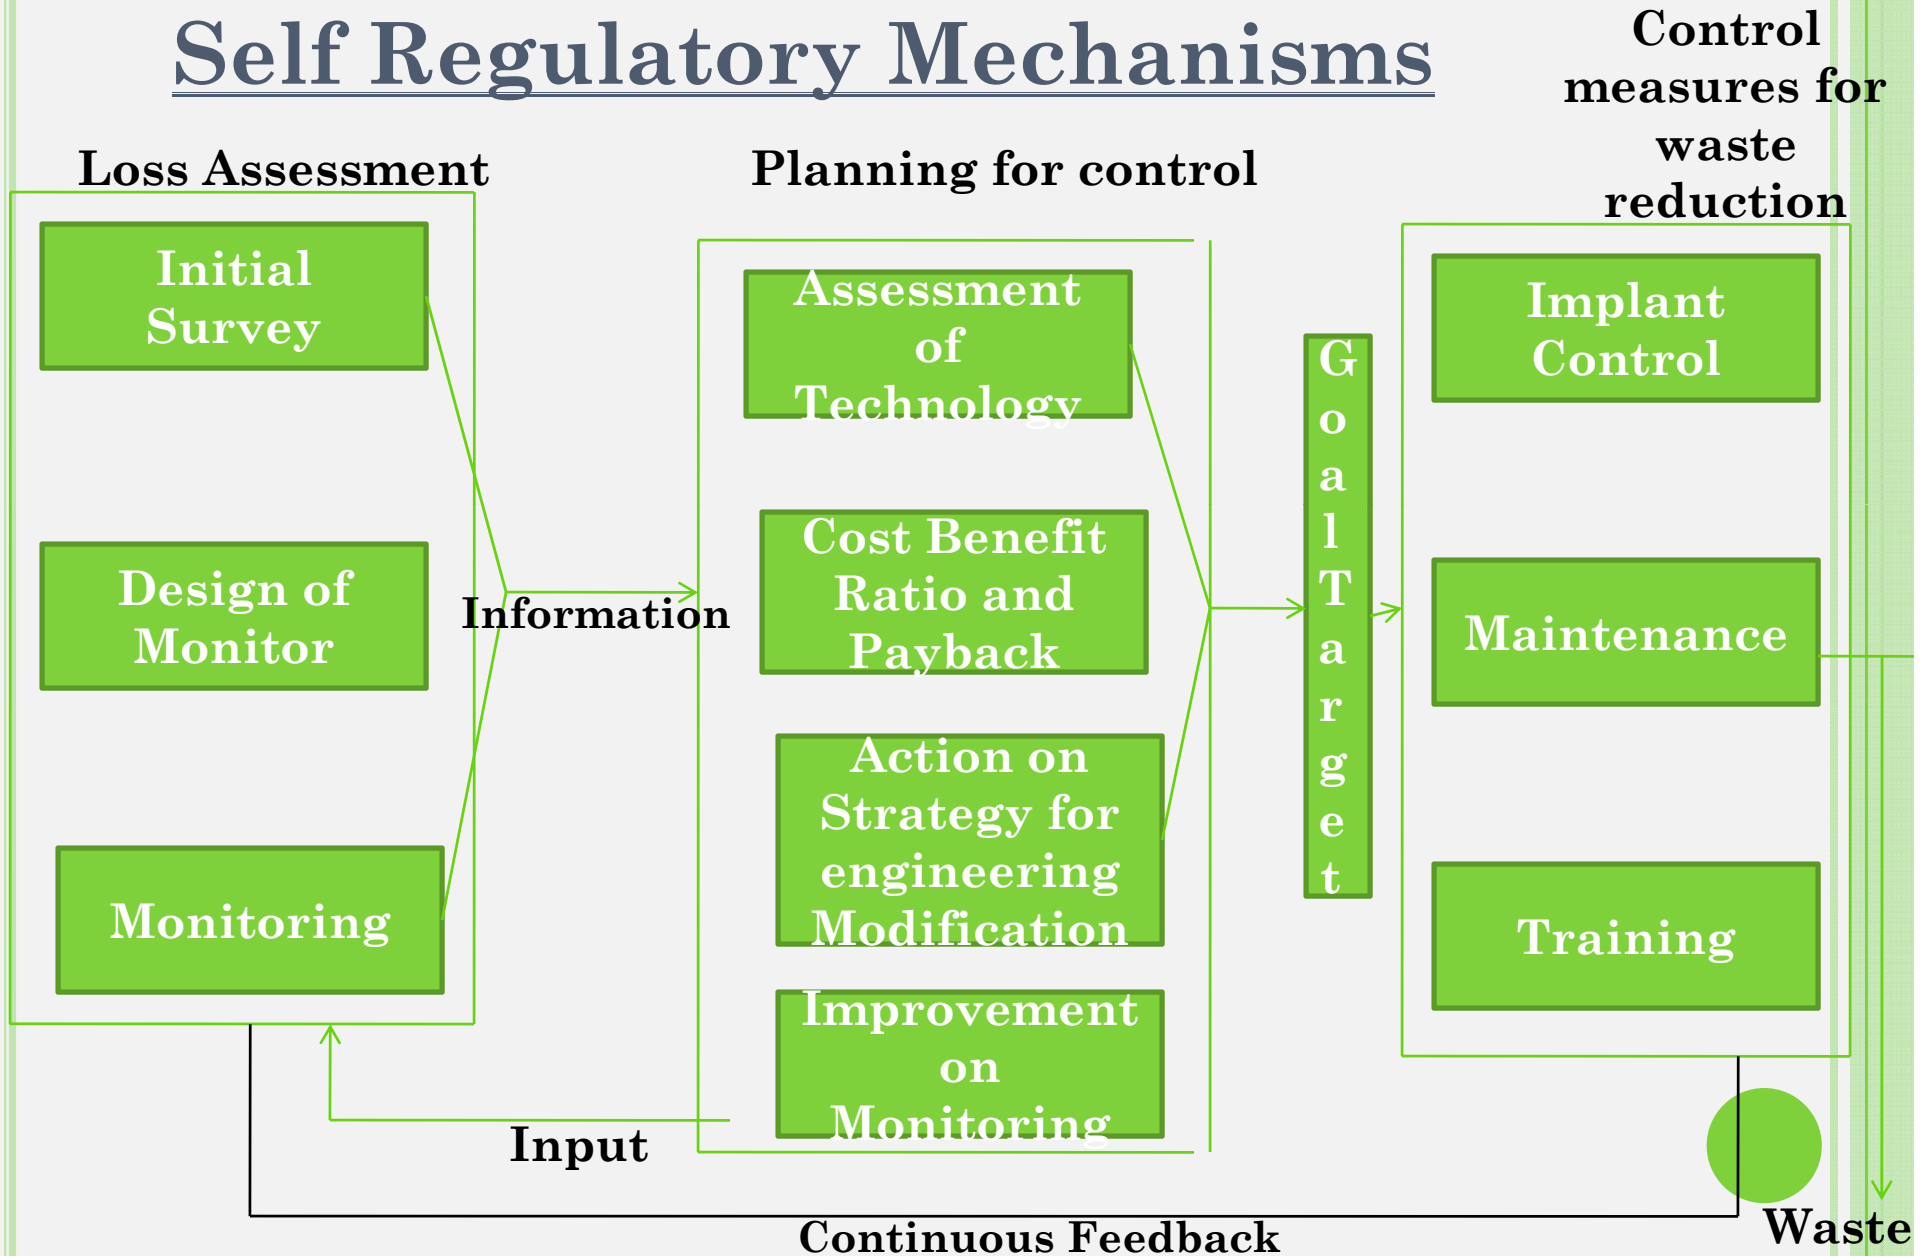 Self Regulatory Mechanisms
Control
measures for
waste
reduction
Loss Assessment
Planning for control
Initial
Survey
Design of
Monitor
Monitoring
Information
Assessment
of
Technology
Cost Benefit
Ratio and
Payback
Action on
Strategy for
engineering
Modification
Improvement
on
Monitoring
G
o
a
l
T
a
r
g
e
t
Implant
Control
Maintenance
Training
Input
Continuous Feedback
Waste